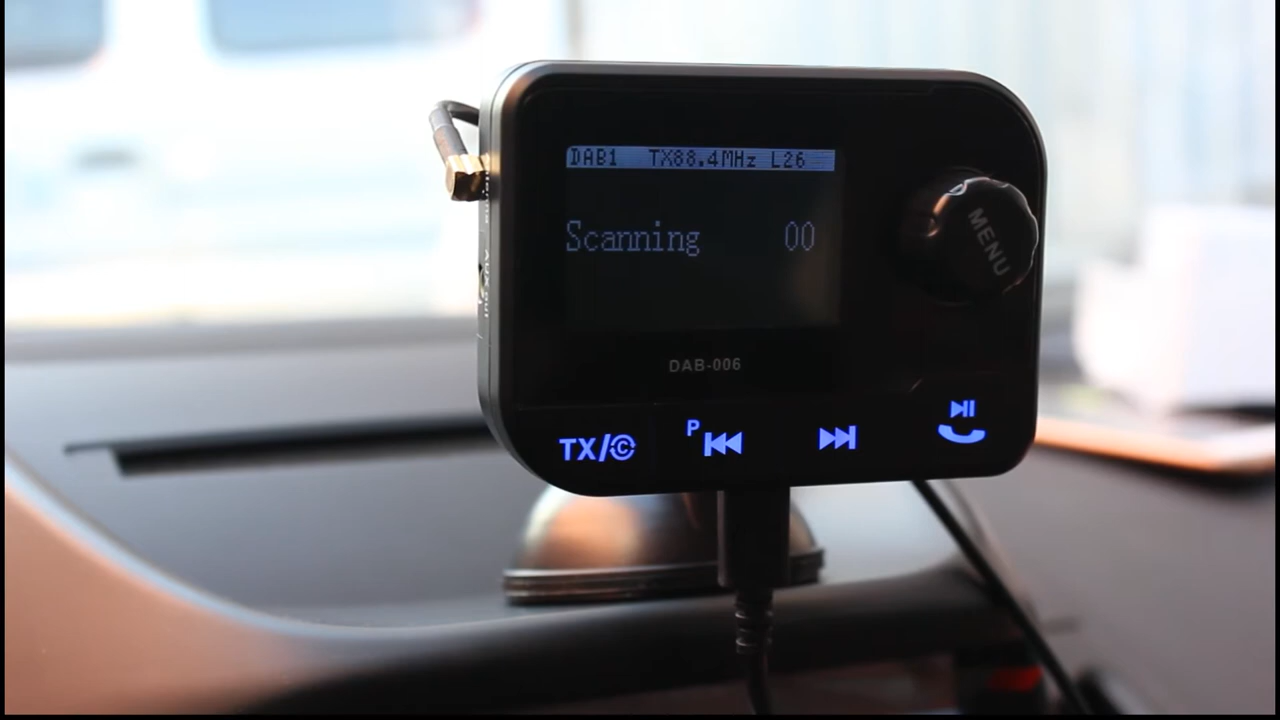 DAB1 TX88.4MHz L26
Scanning 00
MENU
DAB-006
TX/C
P